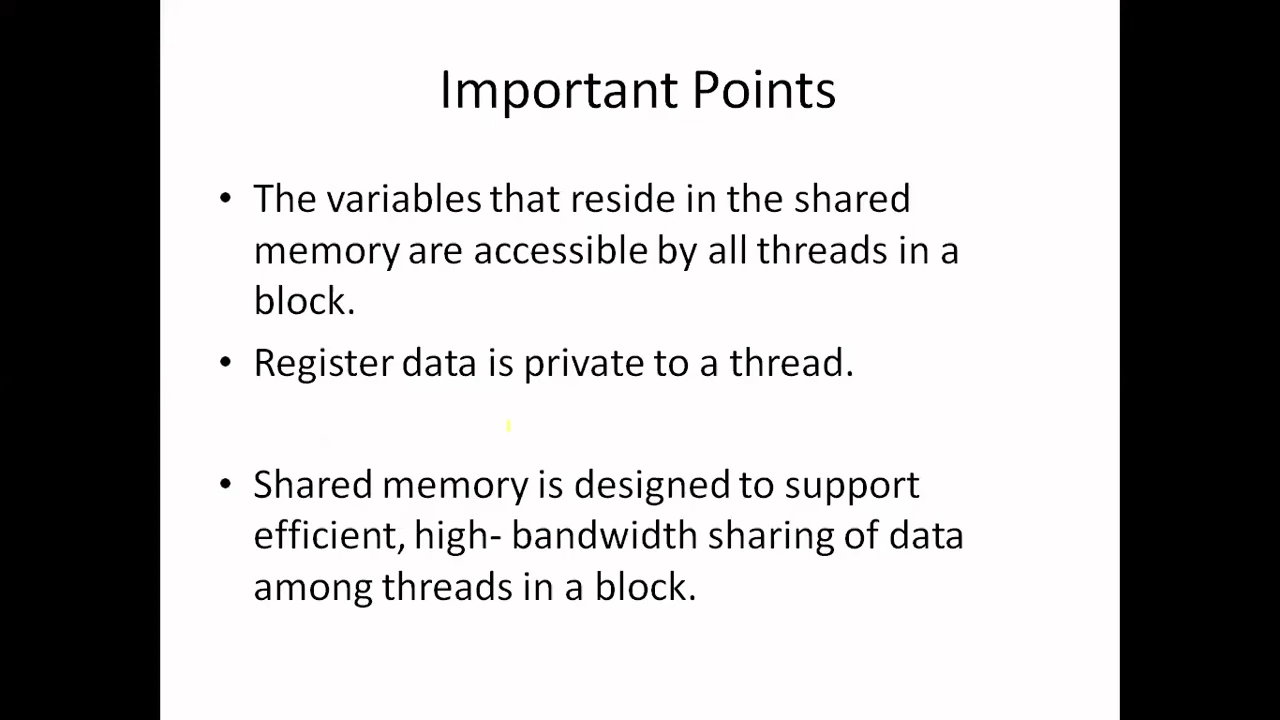 Important Points
• The variables that reside in the shared
memory are accessible by all threads in a
block.
• Register data is private to a thread.
• Shared memory is designed to support
efficient, high- bandwidth sharing of data
among threads in a block.